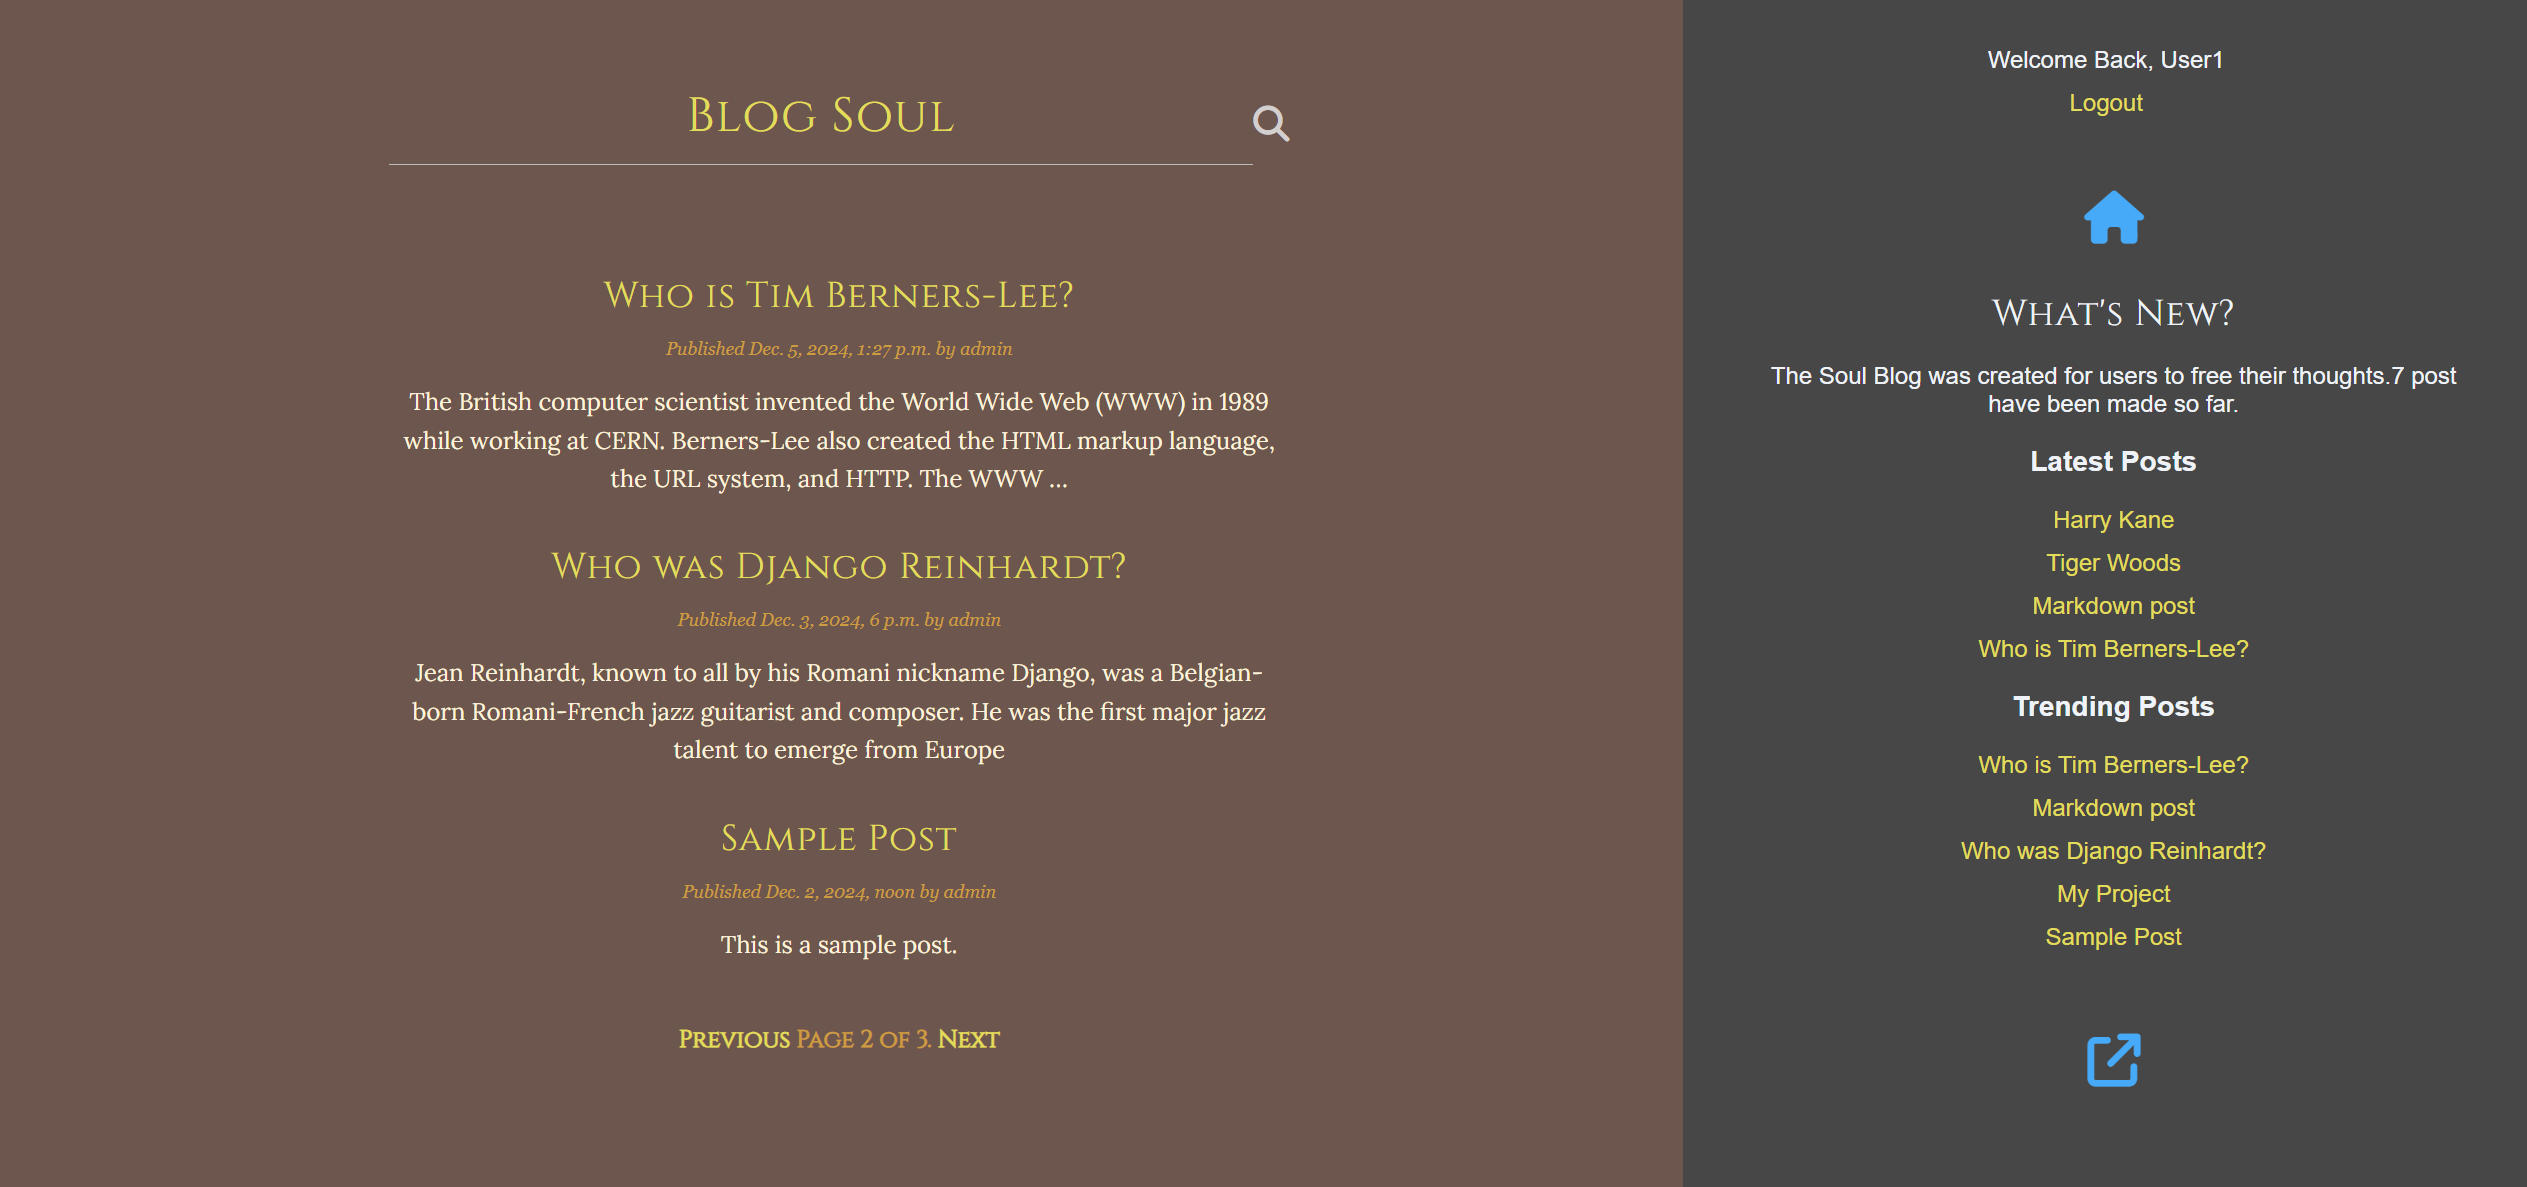 Blog Soul
Who is Tim Berners-Lee?
Published Dec. 5, 2024, 1:27 p.m. by admin
The British computer scientist invented the World Wide Web (WWW) in 1989
while working at CERN. Berners-Lee also created the HTML markup language,
the URL system, and HTTP. The WWW …
Who was Django Reinhardt?
Published Dec. 3, 2024, 6 p.m. by admin
Jean Reinhardt, known to all by his Romani nickname Django, was a Belgian-
born Romani-French jazz guitarist and composer. He was the first major jazz
talent to emerge from Europe
Sample Post
Published Dec. 2, 2024, noon by admin
This is a sample post.
Previous Page 2 of 3. Next
Welcome Back, User1
Logout
What's New?
The Soul Blog was created for users to free their thoughts.7 post
have been made so far.
Latest Posts
Harry Kane
Tiger Woods
Markdown post
Who is Tim Berners-Lee?
Trending Posts
Who is Tim Berners-Lee?
Markdown post
Who was Django Reinhardt?
My Project
Sample Post